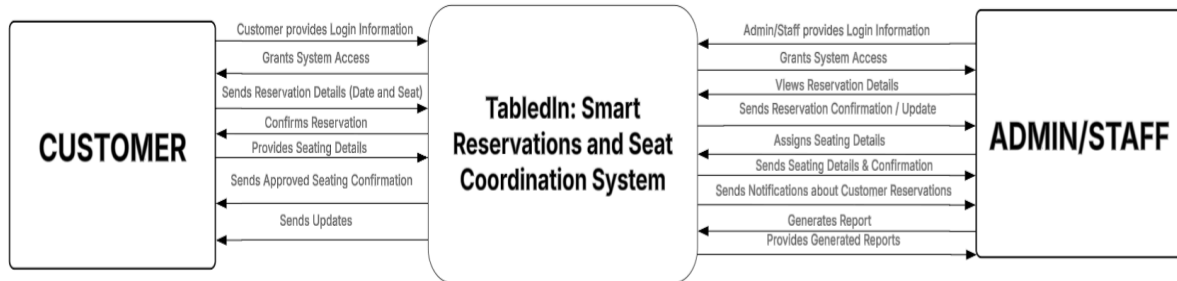 CUSTOMER
Customer provides Login Information
Grants System Access
Sends Reservation Details (Date and Seat)
Confirms Reservation
Provides Seating Details
Sends Approved Seating Confirmation
Sends Updates
TabledIn: Smart
Reservations and Seat
Coordination System
Admin/Staff provides Login Information
Grants System Access
Views Reservation Details
Sends Reservation Confirmation / Update
Assigns Seating Details
Sends Seating Details & Confirmation
Sends Notifications about Customer Reservations
Generates Report
Provides Generated Reports
ADMIN/STAFF